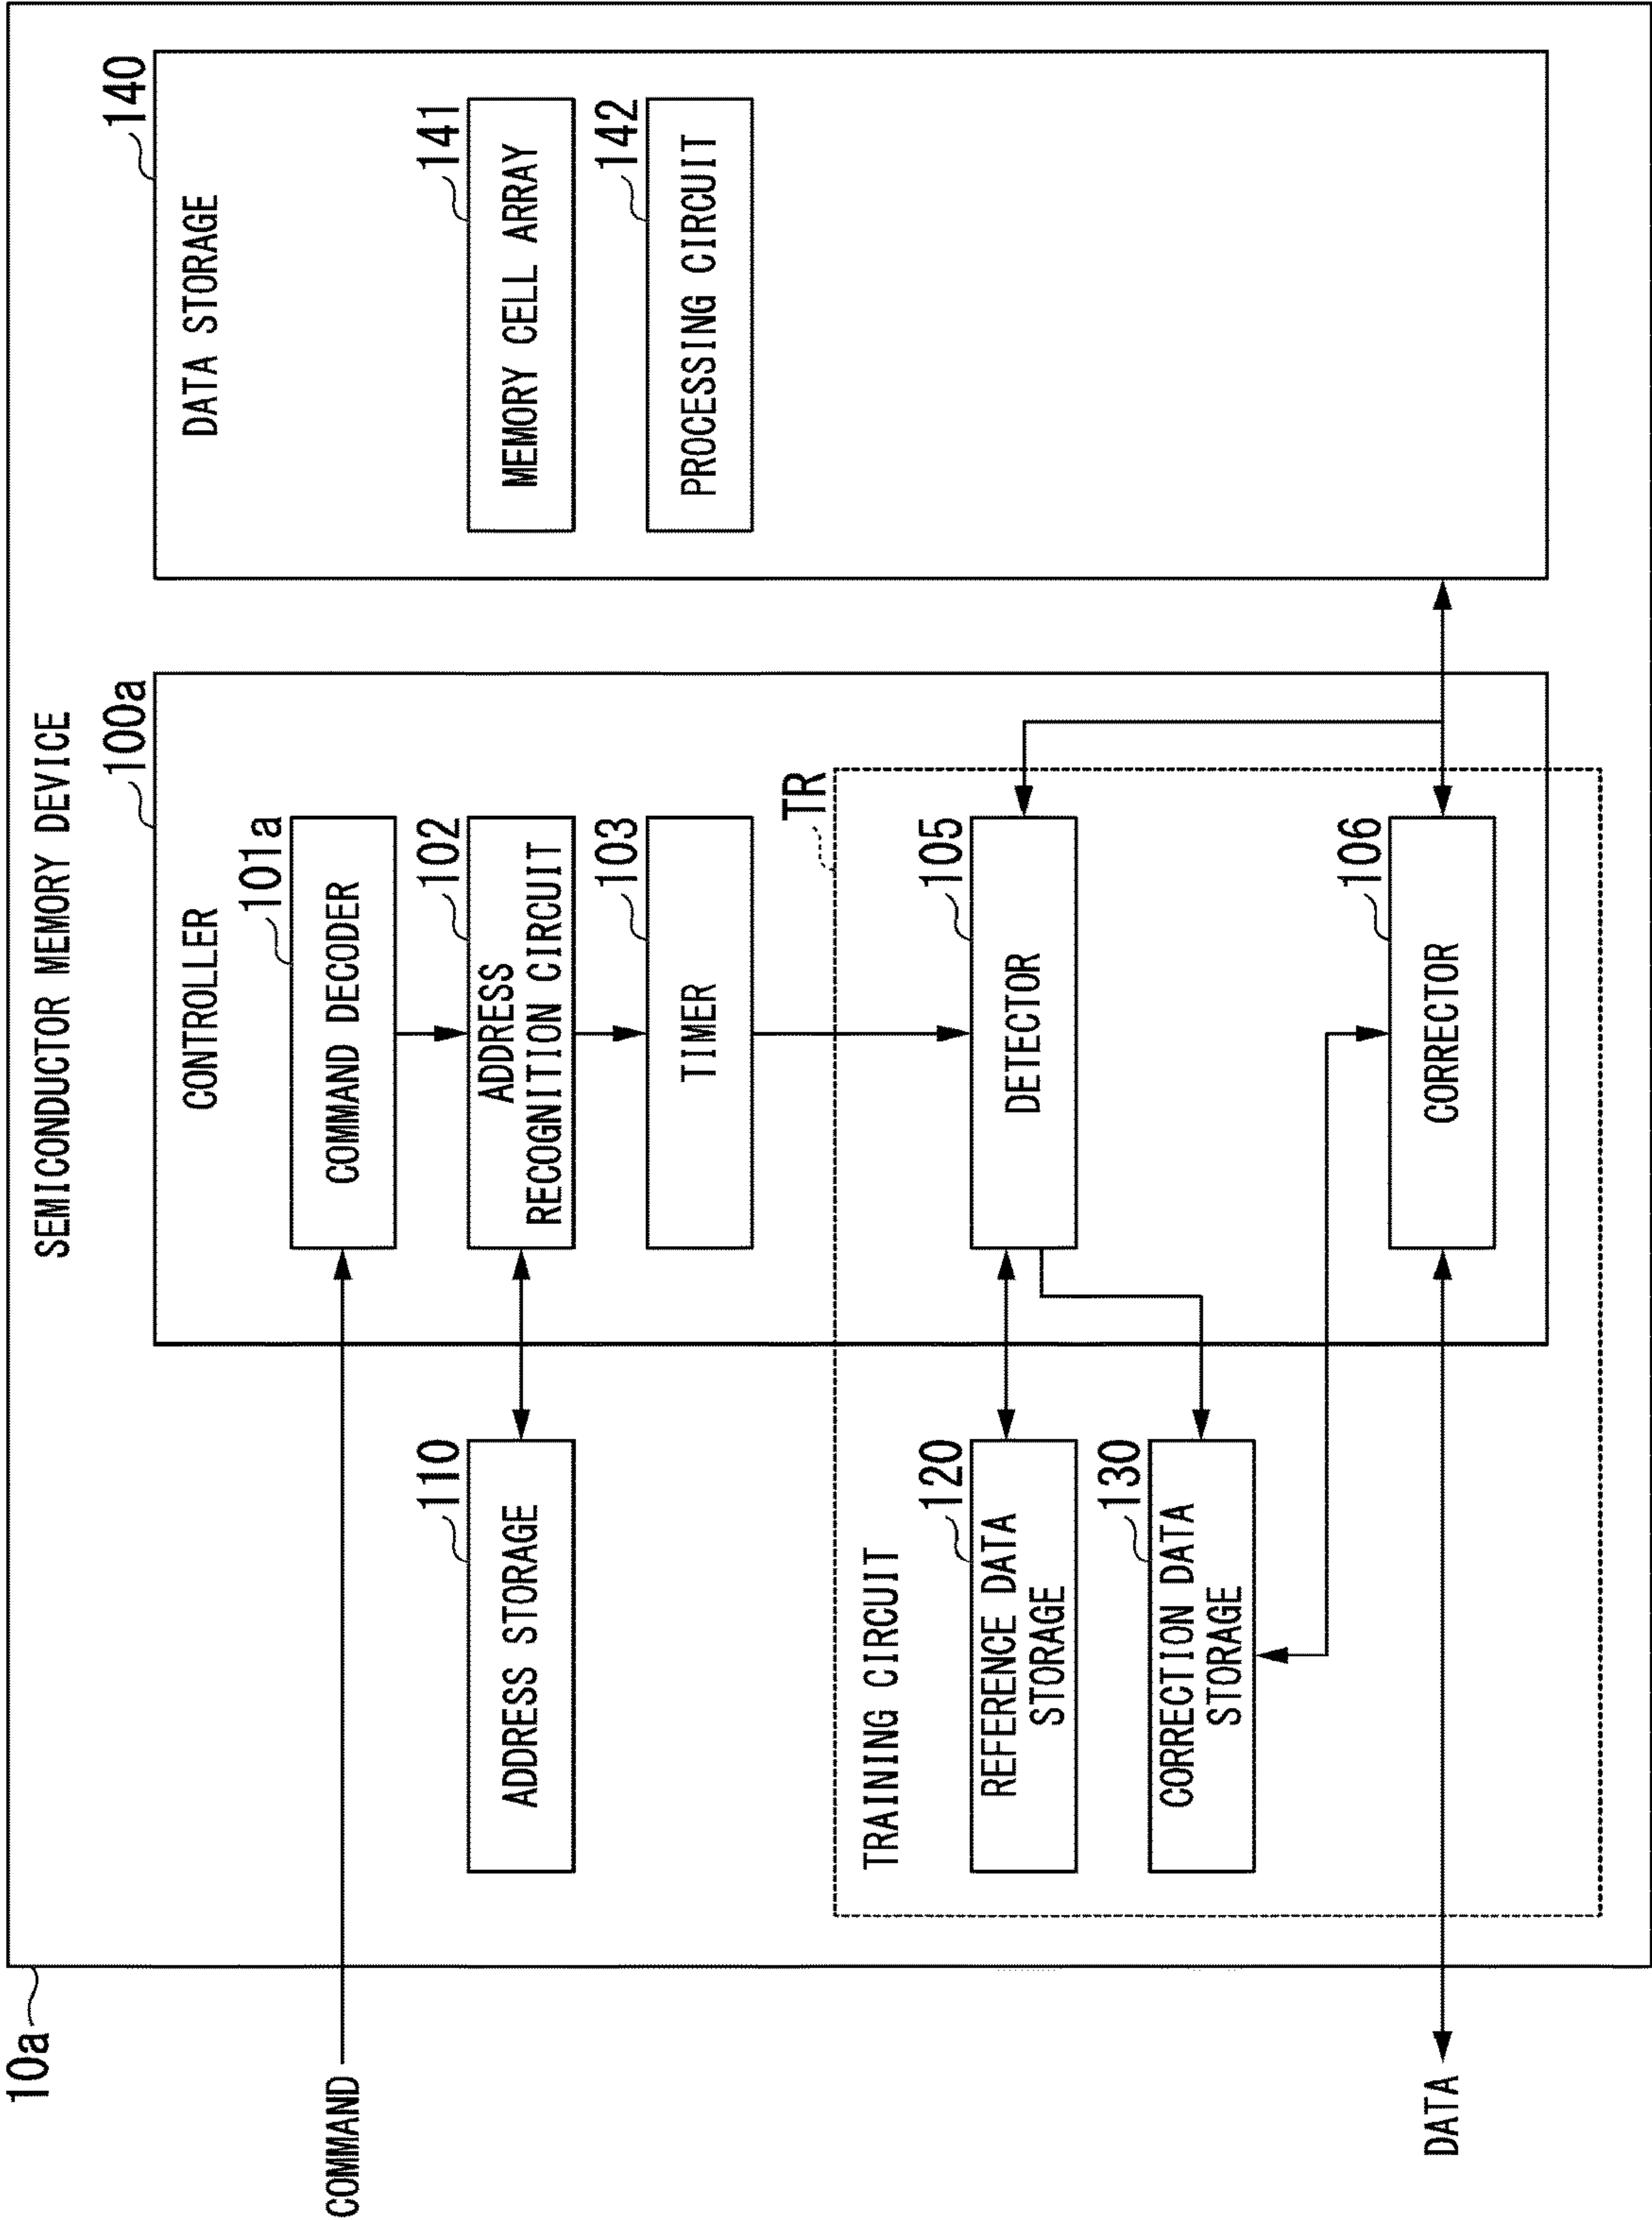 10a
SEMICONDUCTOR MEMORY DEVICE
100a
140
CONTROLLER
DATA STORAGE
101a
COMMAND
COMMAND DECODER
110
102
141
ADDRESS STORAGE
ADDRESS
RECOGNITION CIRCUIT
MEMORY CELL ARRAY
103
142
TIMER
PROCESSING CIRCUIT
TR
TRAINING CIRCUIT
120
105
REFERENCE DATA
STORAGE
DETECTOR
130
CORRECTION DATA
STORAGE
106
DATA
CORRECTOR